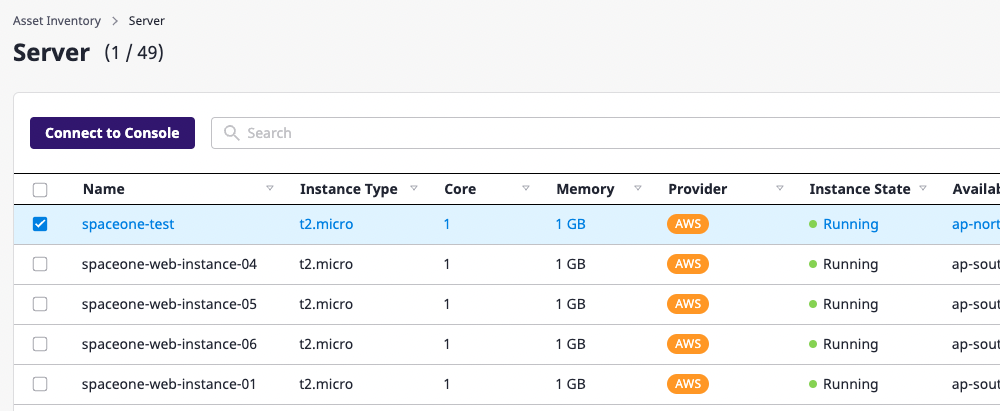 Asset Inventory > Server
Server (1 / 49)
Connect to Console Search
Name Instance Type Core Memory Provider Instance State Availab
spaceone-test t2.micro 1 1 GB AWS Running ap-nort
spaceone-web-instance-04 t2.micro 1 1 GB AWS Running ap-sout
spaceone-web-instance-05 t2.micro 1 1 GB AWS Running ap-sout
spaceone-web-instance-06 t2.micro 1 1 GB AWS Running ap-sout
spaceone-web-instance-01 t2.micro 1 1 GB AWS Running ap-sout